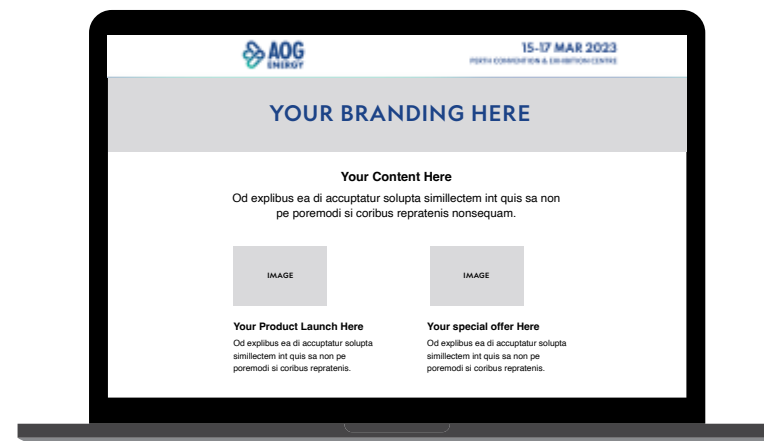 AOG
ENERGY
15-17 MAR 2023
PERTH CONVENTION & EXHIBITION CENTRE
YOUR BRANDING HERE
Your Content Here
Od explibus ea di accuptatur solupta simillectem int quis sa non
pe poremodi si coribus repratenis nonsequam.
IMAGE
IMAGE
Your Product Launch Here
Od explibus ea di accuptatur solupta
simillectem int quis sa non pe
poremodi si coribus repratenis.
Your special offer Here
Od explibus ea di accuptatur solupta
simillectem int quis sa non pe
poremodi si coribus repratenis.